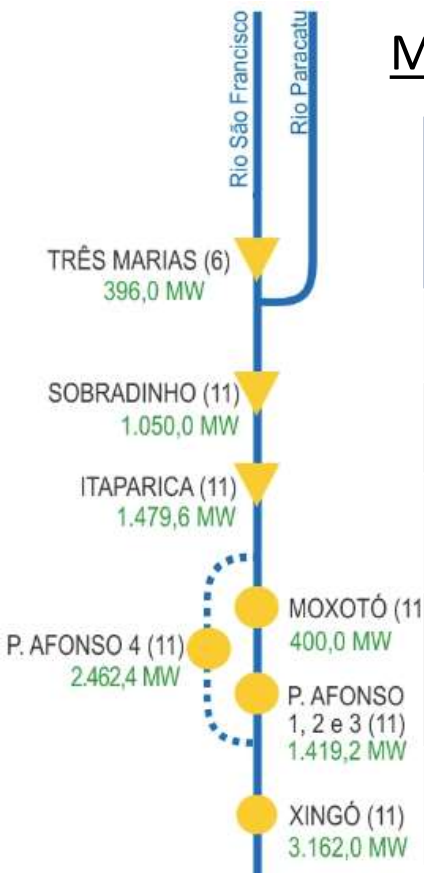 Rio São Francisco
Rio Paracatu
M
TRÊS MARIAS (6)
396,0 MW
SOBRADINHO (11)
1.050,0 MW
ITAPARICA (11)
1.479,6 MW
MOXOTÓ (11
400,0 MW
P. AFONSO 4 (11)
2.462,4 MW
P. AFONSO
1, 2 e 3 (11)
1.419,2 MW
XINGÓ (11)
3.162,0 MW